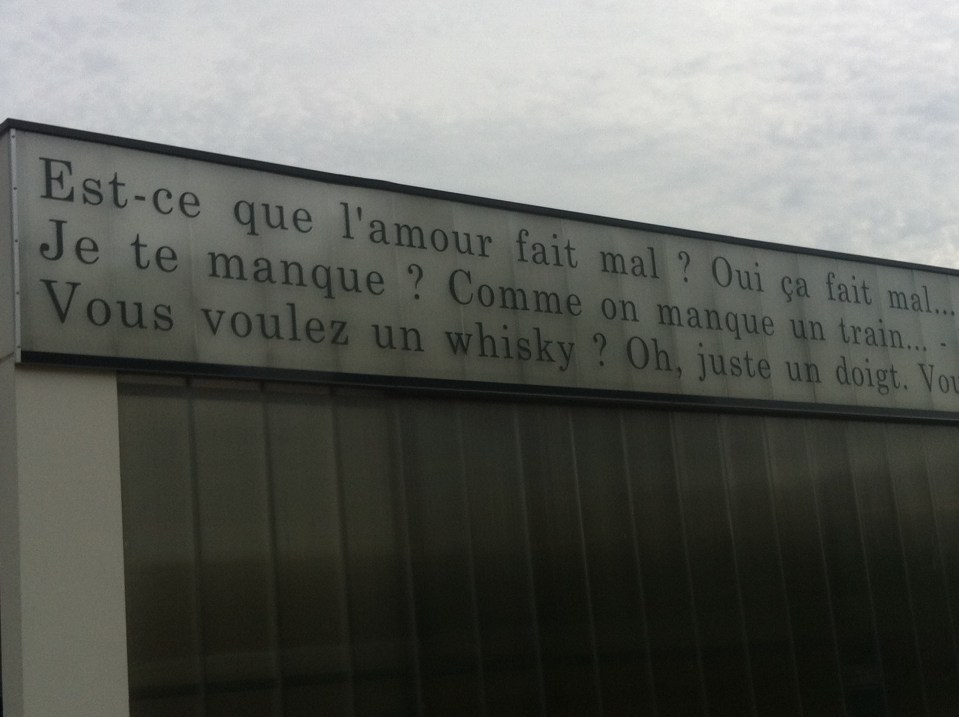 Est-ce que l'amour fait mal ? Oui ça fait mal...
Je te manque ? Comme on manque un train... -
Vous voulez un whisky ? Oh, juste un doigt. Vou